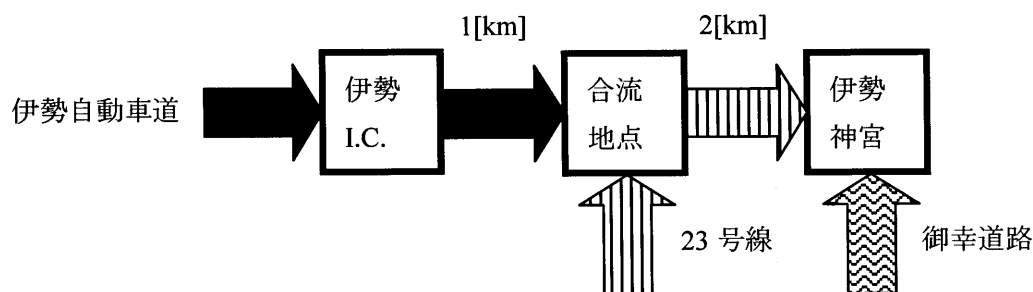 1[km]
2[km]
伊勢自動車道
伊勢
I.C.
合流
地点
伊勢
神宮
23 号線
御幸道路